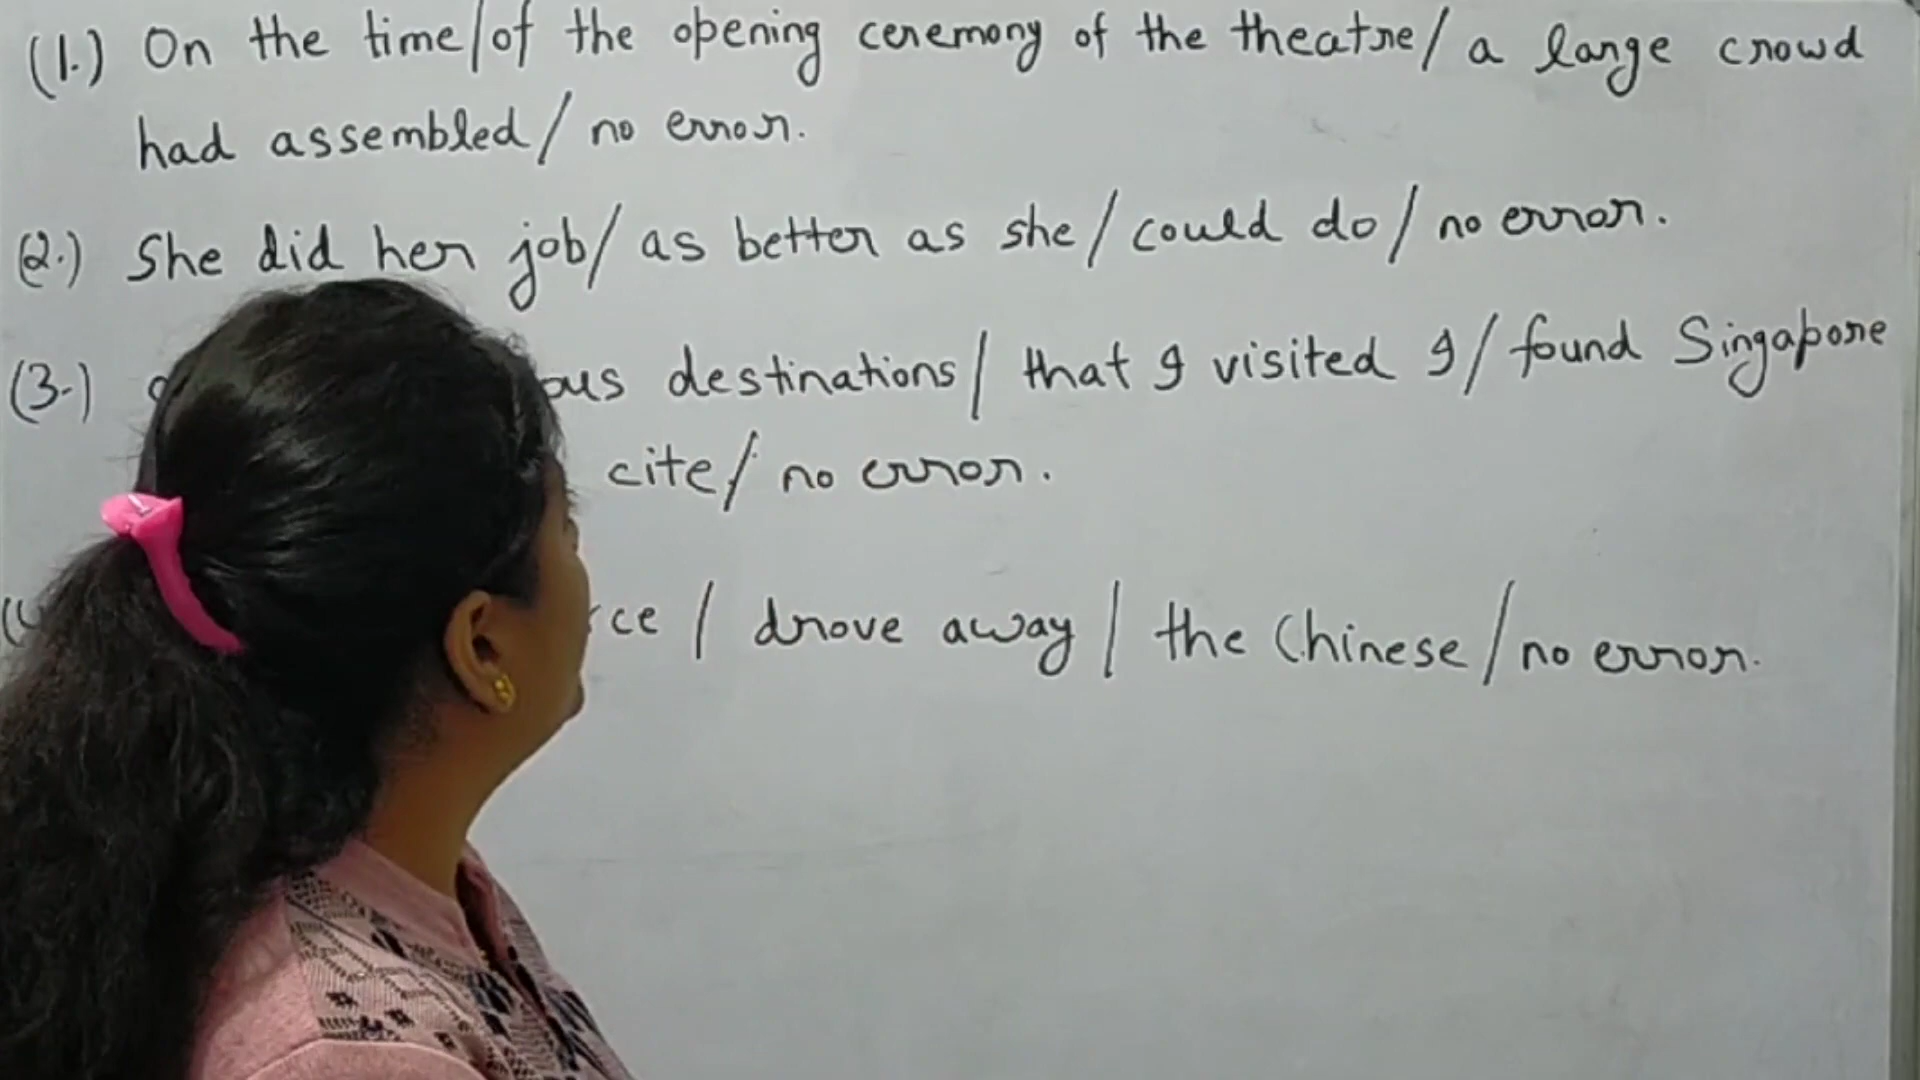 (1.) On the time/of the opening ceremony of the theatre/ a large crowd
had assembled/ no error.
(2.) She did her job/ as better as she/ could do/ no error.
(3.) destinations/ that I visited I/ found Singapore
cite/ no error.
/ drove away/ the Chinese/ no error.